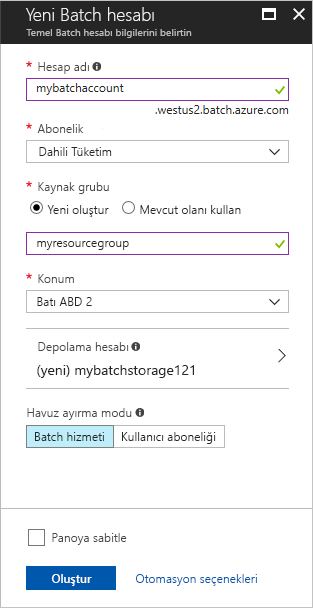 Yeni Batch hesabı
Temel Batch hesabı bilgilerini belirtin
* Hesap adı
mybatchaccount
.westus2.batch.azure.com
* Abonelik
Dahili Tüketim
* Kaynak grubu
Yeni oluştur Mevcut olanı kullan
myresourcegroup
* Konum
Batı ABD 2
Depolama hesabı
(yeni) mybatchstorage121
Havuz ayırma modu
Batch hizmeti Kullanıcı aboneliği
Panoya sabitle
Oluştur Otomasyon seçenekleri